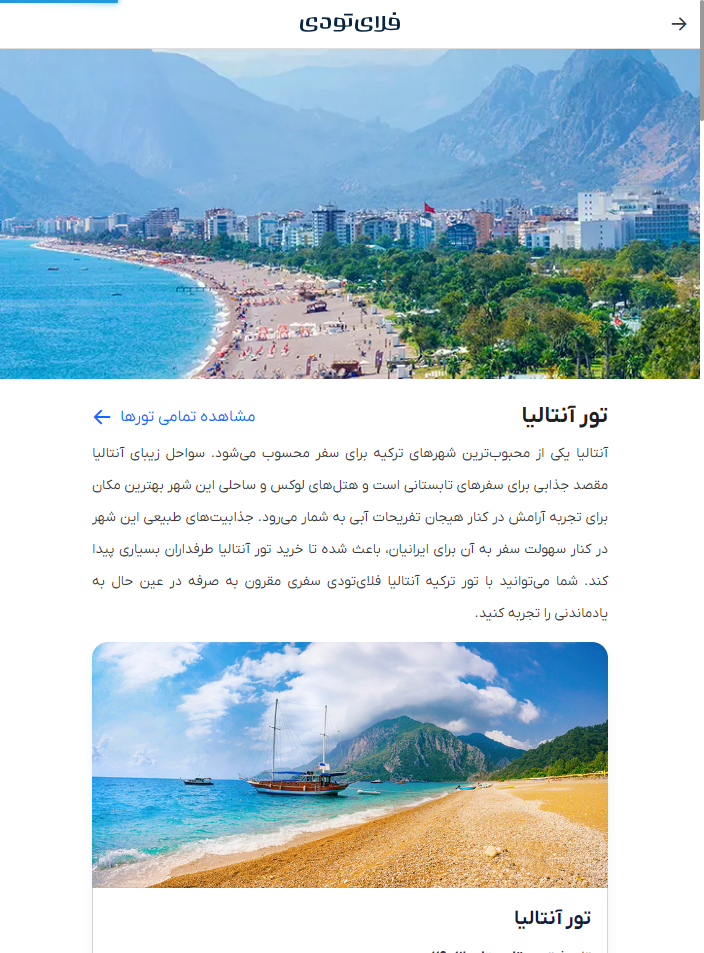 فلای‌تودی
تور آنتالیا
مشاهده تمامی تورها
آنتالیا یکی از محبوب‌ترین شهرهای ترکیه برای سفر محسوب می‌شود. سواحل زیبای آنتالیا
مقصد جذابی برای سفرهای تابستانی است و هتل‌های لوکس و ساحلی این شهر بهترین مکان
برای تجربه آرامش در کنار هیجان تفریحات آبی به شمار می‌رود. جذابیت‌های طبیعی این شهر
در کنار سهولت سفر به آن برای ایرانیان، باعث شده تا خرید تور آنتالیا طرفداران بسیاری پیدا
کند. شما می‌توانید با تور ترکیه آنتالیا فلای‌تودی سفری مقرون به صرفه در عین حال به
یادماندنی را تجربه کنید.
تور آنتالیا